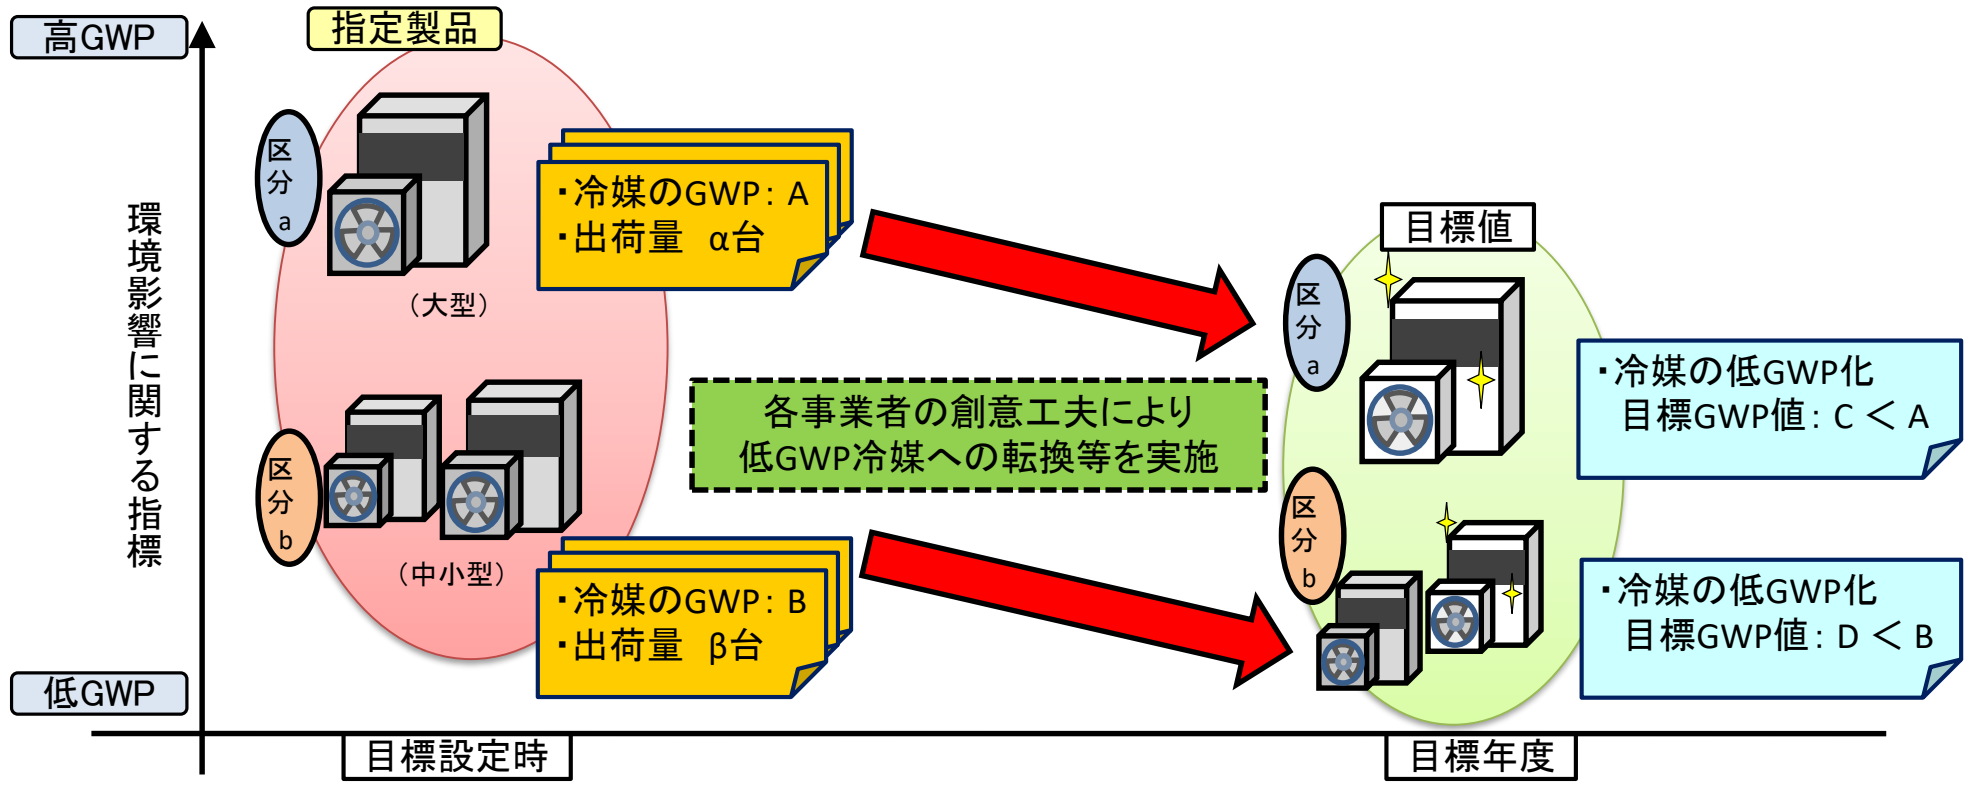 高GWP
指定製品
環境影響に関する指標
区
分
a
（大型）
・冷媒のGWP：A
・出荷量　α台
区
分
b
（中小型）
・冷媒のGWP：B
・出荷量　β台
各事業者の創意工夫により
低GWP冷媒への転換等を実施
目標値
区
分
a
・冷媒の低GWP化
目標GWP値：C ＜ A
区
分
b
・冷媒の低GWP化
目標GWP値：D ＜ B
低GWP
目標設定時
目標年度